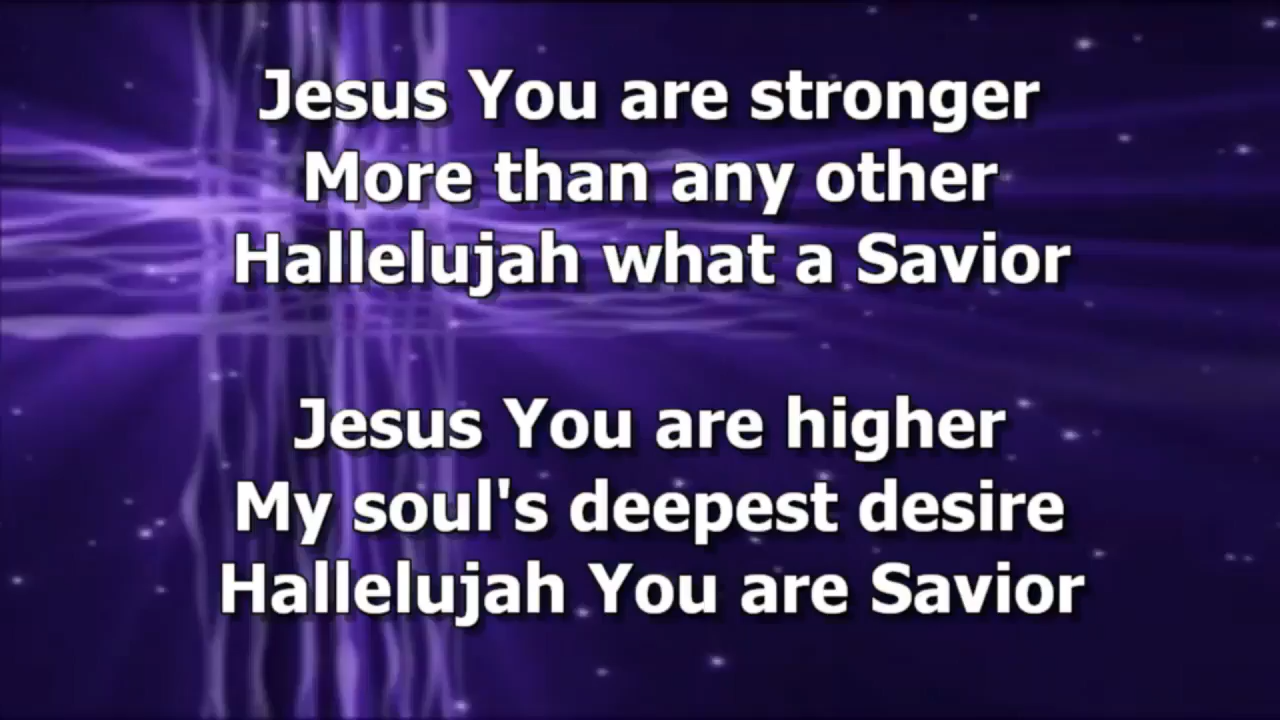 Jesus You are stronger
More than any other
Hallelujah what a Savior
Jesus You are higher
My soul's deepest desire
Hallelujah You are Savior